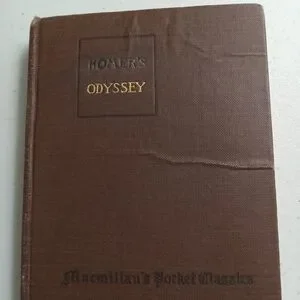 HOMER'S
ODYSSEY
Macmillan's Pocket Classics